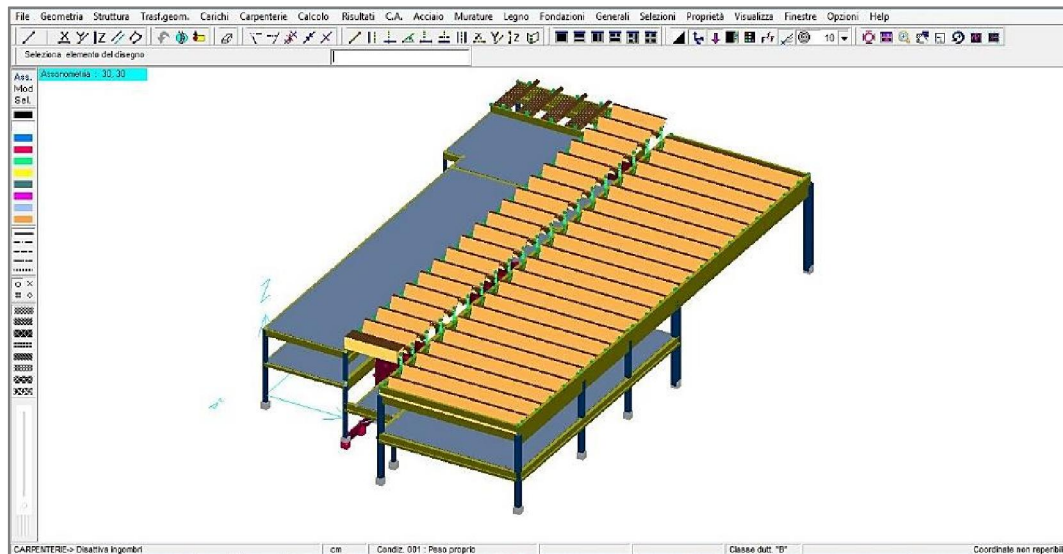 File Geometria Struttura Trasf.geom. Carichi Carpenterie Calcolo Risultati C.A. Acciaio Murature Legno Fondazioni Generali Selezioni Proprietà Visualizza Finestre Opzioni Help
10
Seleziona elemento del disegno
Ass. Assonometria : 30, 30
Mod
Sel.
CARPENTERIE-> Disattiva ingombri cm Condiz. 001 : Peso proprio Classe dutt. "B" Coordinate non